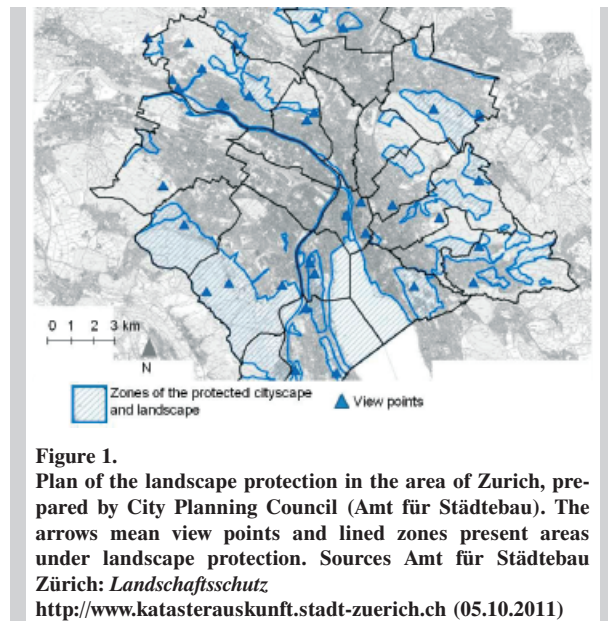 0 1 2 3 km
N
Zones of the protected cityscape
and landscape
View points
Figure 1.
Plan of the landscape protection in the area of Zurich, pre-
pared by City Planning Council (Amt für Städtebau). The
arrows mean view points and lined zones present areas
under landscape protection. Sources Amt für Städtebau
Zürich: Landschaftsschutz
http://www.katasterauskunft.stadt-zuerich.ch (05.10.2011)